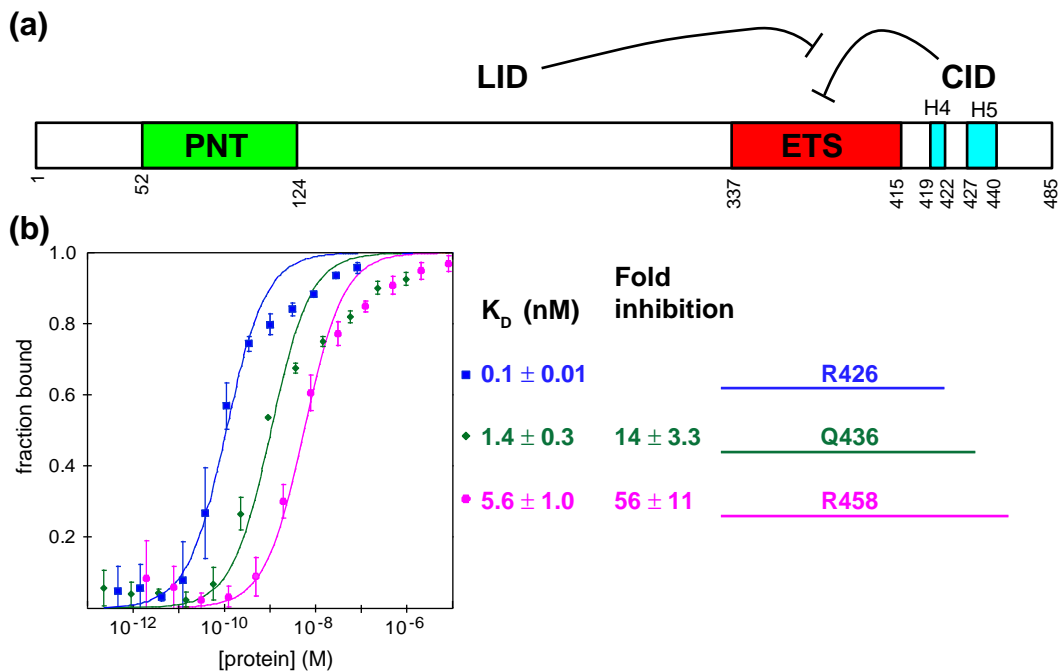 (a)
LID
CID
H4
H5
PNT
ETS
1
52
124
337
415
419
422
427
440
485
(b)
1.0
0.8
0.6
0.4
0.2
fraction bound
10-12
10-10
10-8
10-6
[protein] (M)
KD (nM)
Fold
inhibition
0.1 ± 0.01
R426
1.4 ± 0.3
14 ± 3.3
Q436
5.6 ± 1.0
56 ± 11
R458